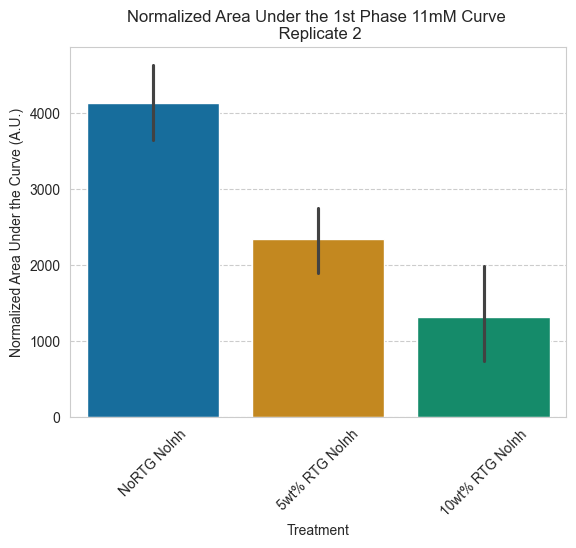 Normalized Area Under the 1st Phase 11mM Curve
Replicate 2
Normalized Area Under the Curve (A.U.)
4000
3000
2000
1000
0
NoRTG NoInh
5wt% RTG NoInh
10wt% RTG NoInh
Treatment